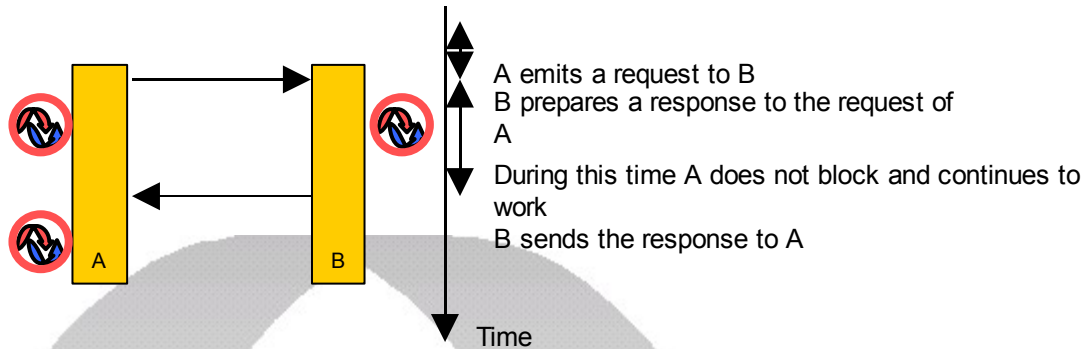 A emits a request to B
B prepares a response to the request of
A
During this time A does not block and continues to
work
B sends the response to A
A
B
Time